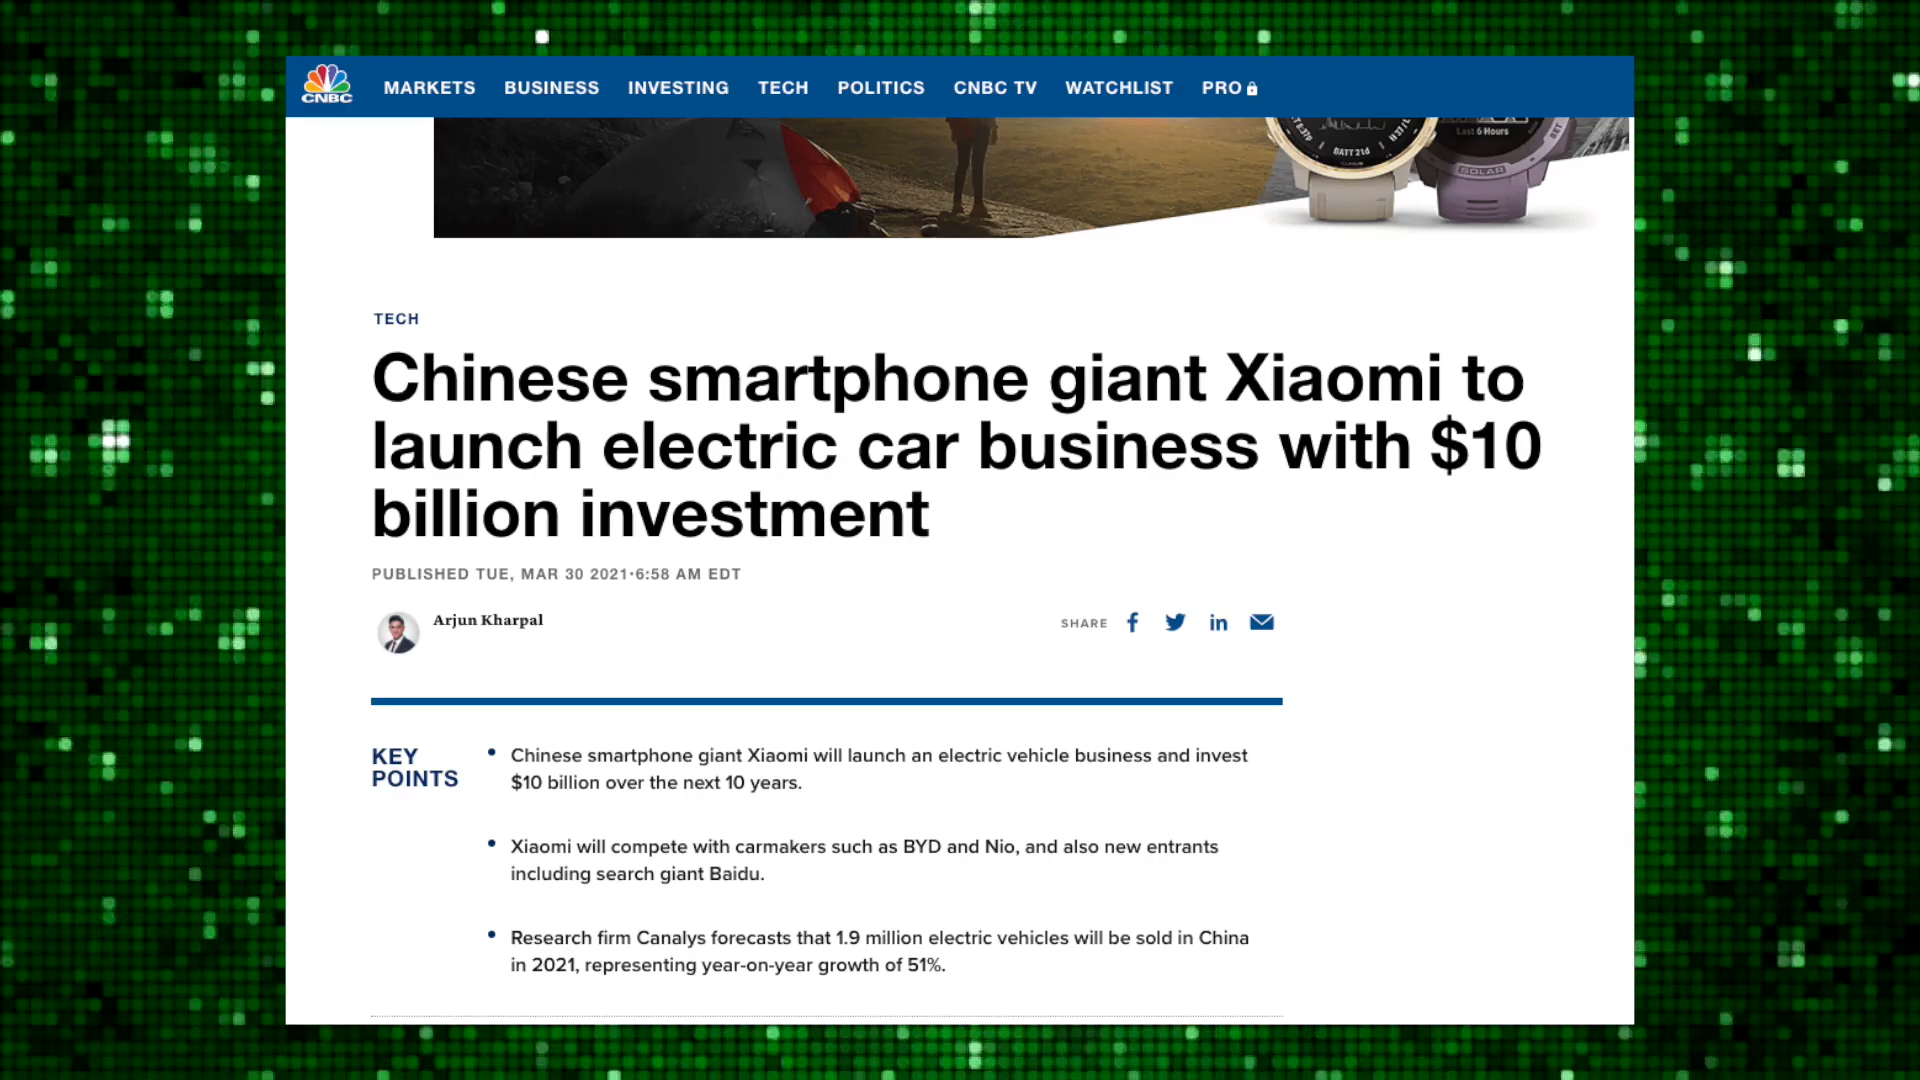 CNBC
MARKETS BUSINESS INVESTING TECH POLITICS CNBC TV WATCHLIST PRO
Last 6 Hours
BATT 21d
SOLAR
TECH
Chinese smartphone giant Xiaomi to
launch electric car business with $10
billion investment
PUBLISHED TUE, MAR 30 2021•6:58 AM EDT
Arjun Kharpal
SHARE
KEY
POINTS
• Chinese smartphone giant Xiaomi will launch an electric vehicle business and invest
$10 billion over the next 10 years.
• Xiaomi will compete with carmakers such as BYD and Nio, and also new entrants
including search giant Baidu.
• Research firm Canalys forecasts that 1.9 million electric vehicles will be sold in China
in 2021, representing year-on-year growth of 51%.